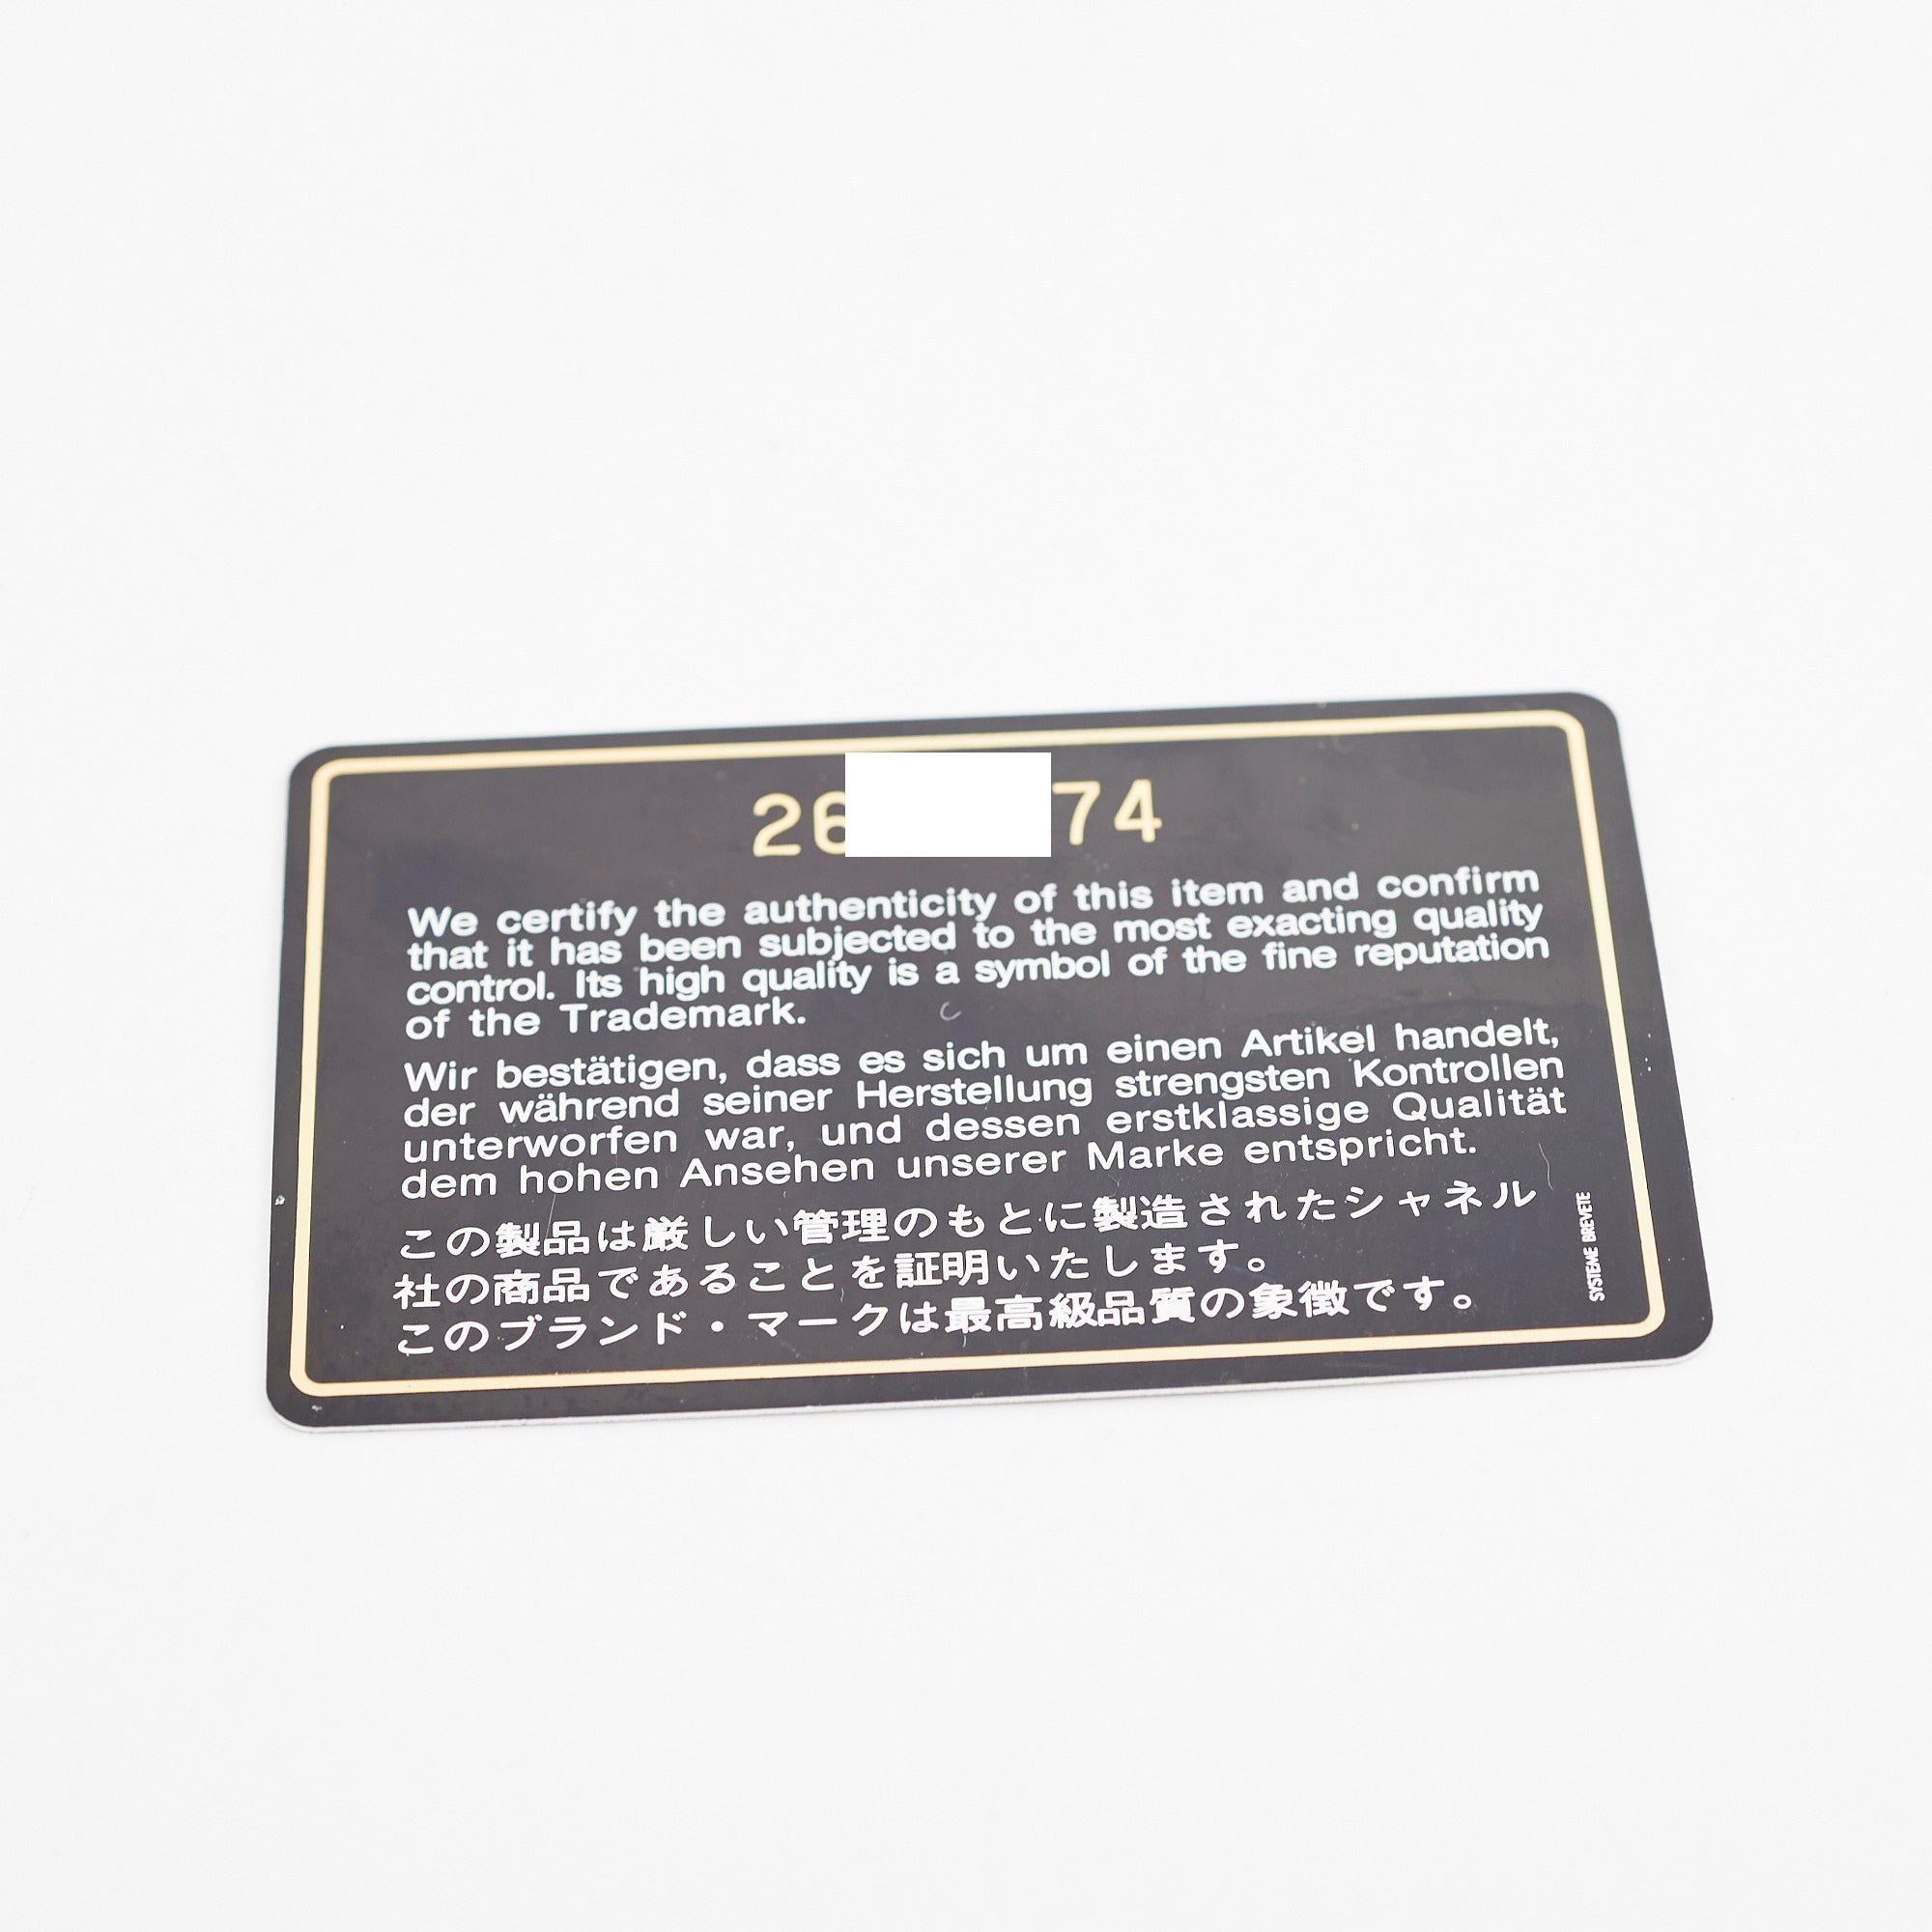 26 74
We certify the authenticity of this item and confirm
that it has been subjected to the most exacting quality
control. Its high quality is a symbol of the fine reputation
of the Trademark.
Wir bestätigen, dass es sich um einen Artikel handelt,
der während seiner Herstellung strengsten Kontrollen
unterworfen war, und dessen erstklassige Qualität
dem hohen Ansehen unserer Marke entspricht.
この製品は厳しい管理のもとに製造されたシャネル
社の商品であることを証明いたします。
このブランド・マークは最高級品質の象徴です。
SYSTEME BREVETE